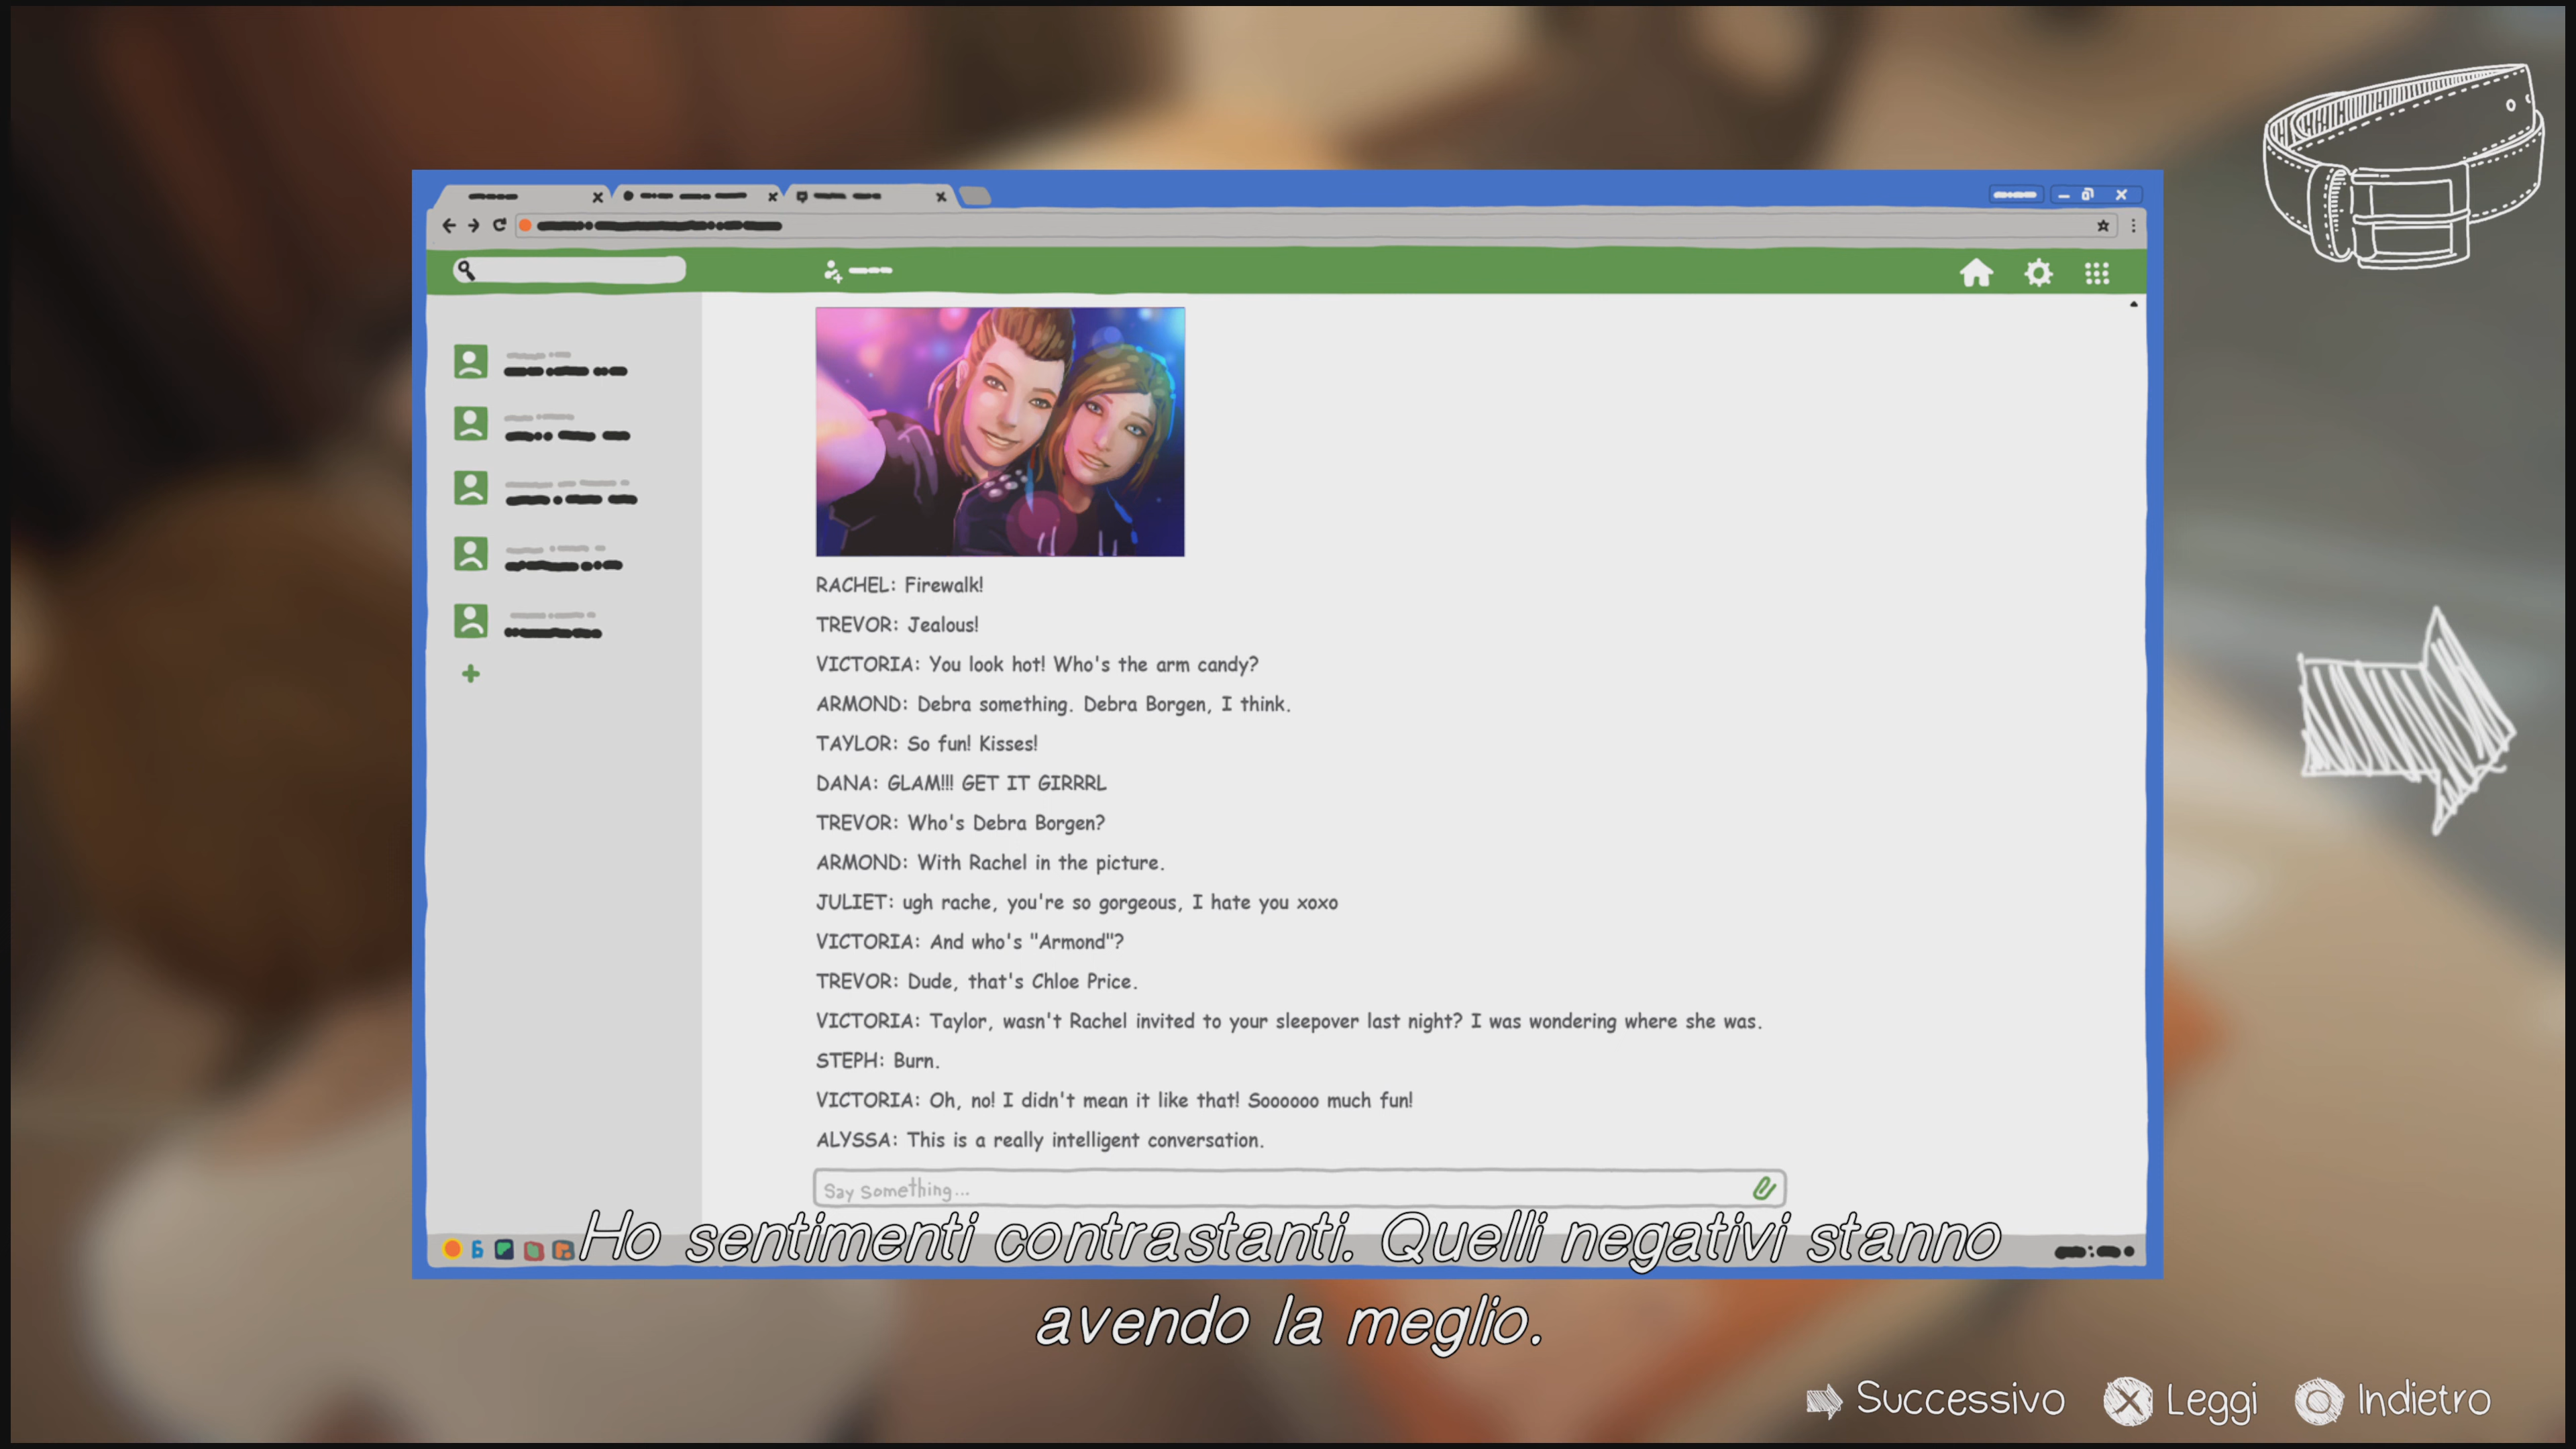 RACHEL: Firewalk!
TREVOR: Jealous!
VICTORIA: You look hot! Who's the arm candy?
ARMOND: Debra something. Debra Borgen, I think.
TAYLOR: So fun! Kisses!
DANA: GLAM!!! GET IT GIRRRL
TREVOR: Who's Debra Borgen?
ARMOND: With Rachel in the picture.
JULIET: ugh rache, you're so gorgeous, I hate you xoxo
VICTORIA: And who's "Armond"?
TREVOR: Dude, that's Chloe Price.
VICTORIA: Taylor, wasn't Rachel invited to your sleepover last night? I was wondering where she was.
STEPH: Burn.
VICTORIA: Oh, no! I didn't mean it like that! Soooooo much fun!
ALYSSA: This is a really intelligent conversation.
Say something...
Ho sentimenti contrastanti. Quelli negativi stanno
avendo la meglio.
Successivo Leggi Indietro